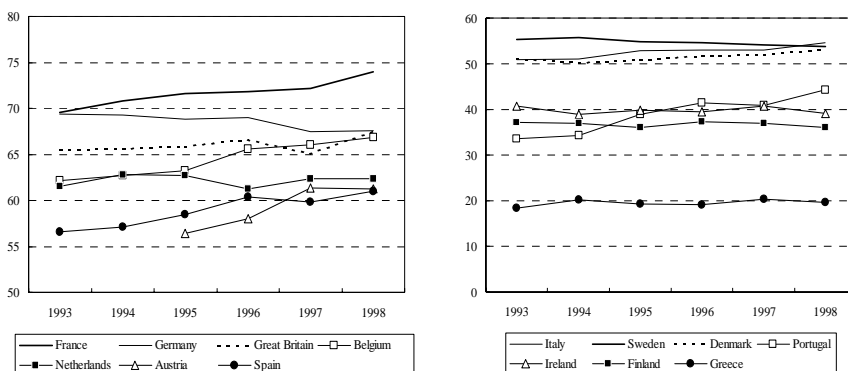 80
75
70
65
60
55
50
1993 1994 1995 1996 1997 1998
France Germany Great Britain Belgium
Netherlands Austria Spain
60
50
40
30
20
10
0
1993 1994 1995 1996 1997 1998
Italy Sweden Denmark Portugal
Ireland Finland Greece